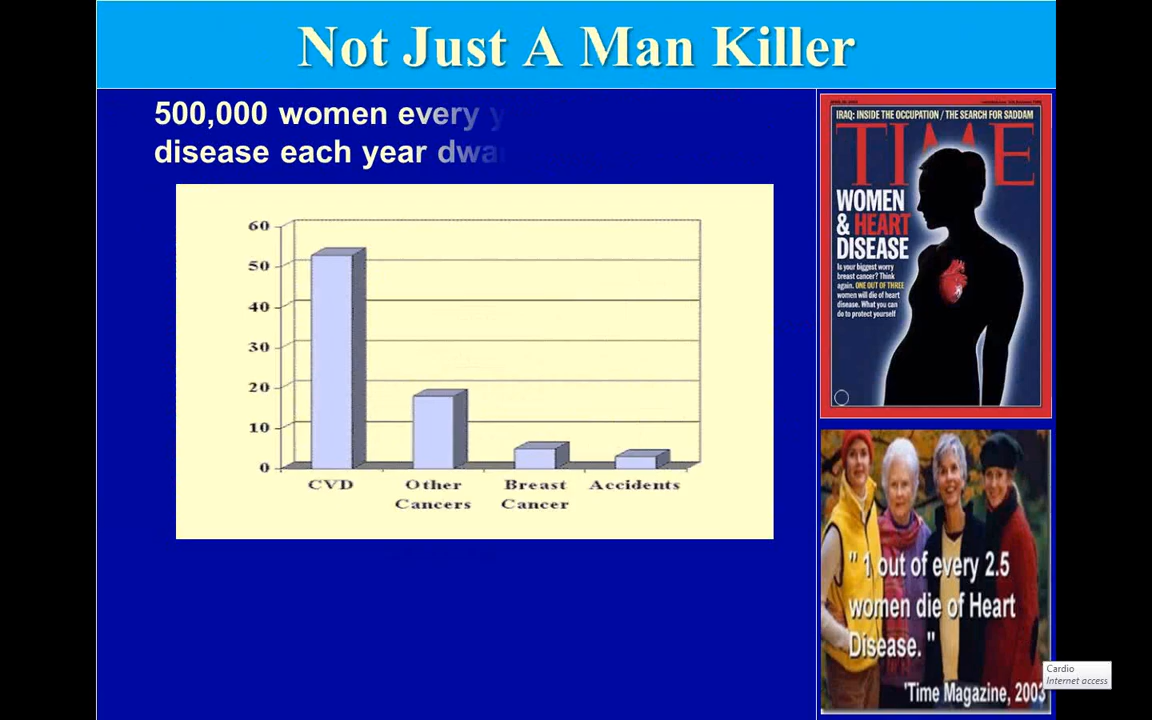 Not Just A Man Killer
500,000 women every
disease each year
60
50
40
30
20
10
0
CVD
Other
Cancers
Breast
Cancer
Accidents
IRAQ: INSIDE THE OCCUPATION / THE SEARCH FOR SADDAM
TIME
WOMEN
& HEART
DISEASE
Is your biggest worry
breast cancer? Think
again. ONE OUT OF THREE
women will die of heart
disease. What you can
do to protect yourself
" 1 out of every 2.5
women die of Heart
Disease. "
'Time Magazine, 2003
Cardio
Internet access